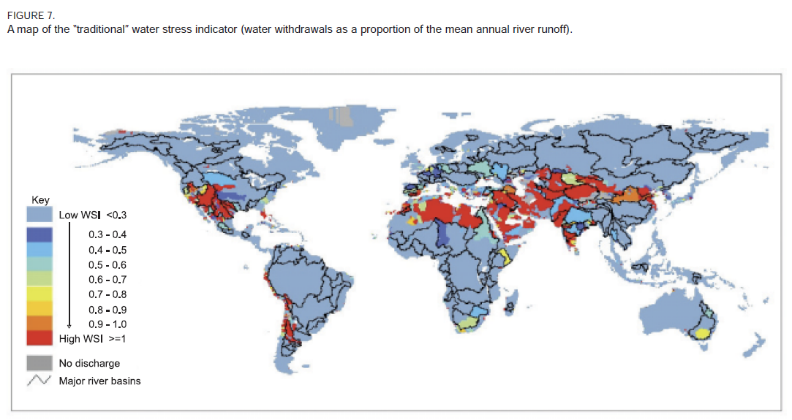 FIGURE 7.
A map of the "traditional" water stress indicator (water withdrawals as a proportion of the mean annual river runoff).
Key
Low WSI <0.3
0.3 - 0.4
0.4 - 0.5
0.5 - 0.6
0.6 - 0.7
0.7 - 0.8
0.8 - 0.9
0.9 - 1.0
High WSI >=1
No discharge
Major river basins